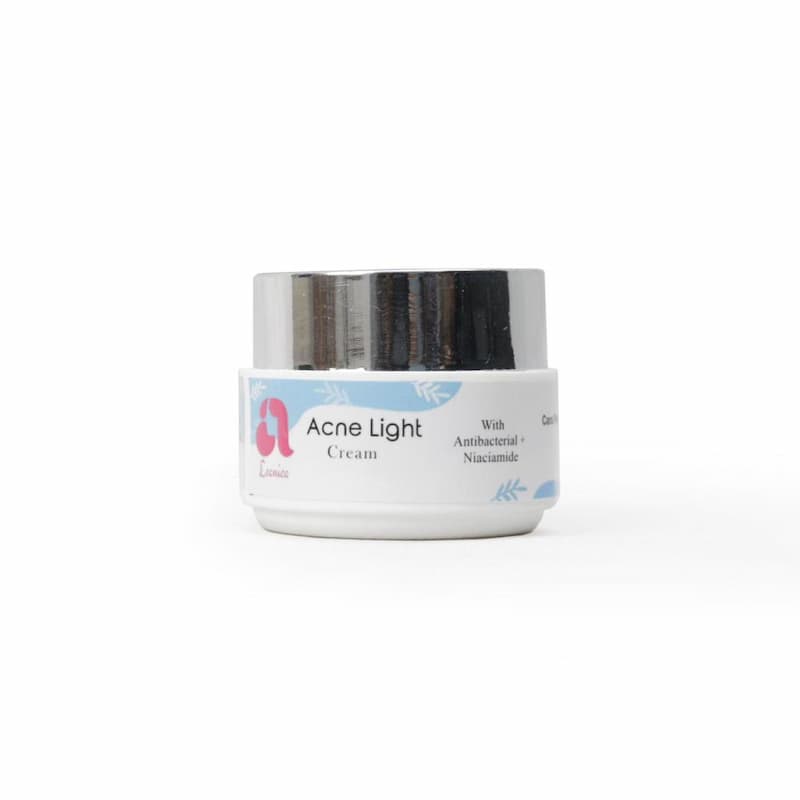 Acne Light
Cream
With
Antibacterial +
Niaciamide